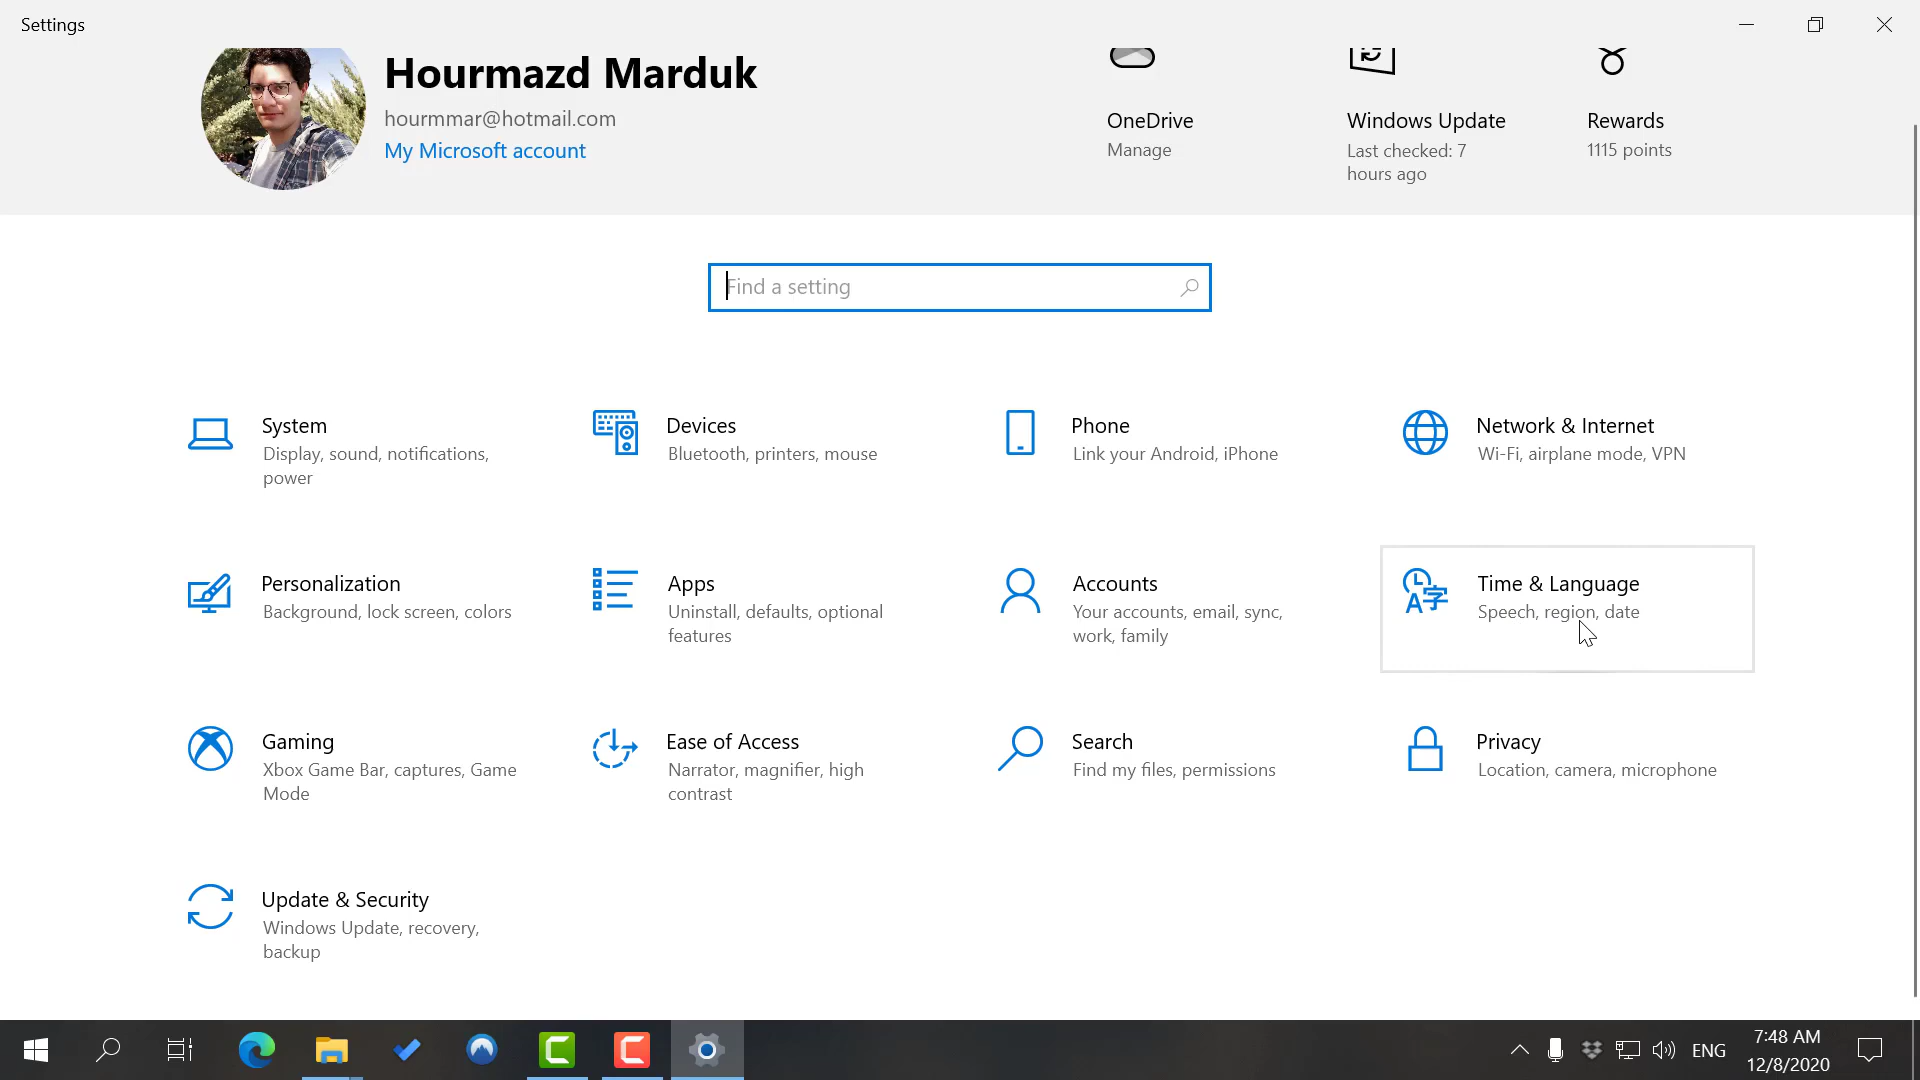 Settings
Hourmazd Marduk
hourmmar@hotmail.com
My Microsoft account
OneDrive
Manage
Windows Update
Last checked: 7
hours ago
Rewards
1115 points
Find a setting
System
Display, sound, notifications,
power
Devices
Bluetooth, printers, mouse
Phone
Link your Android, iPhone
Network & Internet
Wi-Fi, airplane mode, VPN
Personalization
Background, lock screen, colors
Apps
Uninstall, defaults, optional
features
Accounts
Your accounts, email, sync,
work, family
Time & Language
Speech, region, date
Gaming
Xbox Game Bar, captures, Game
Mode
Ease of Access
Narrator, magnifier, high
contrast
Search
Find my files, permissions
Privacy
Location, camera, microphone
Update & Security
Windows Update, recovery,
backup
ENG
7:48 AM
12/8/2020